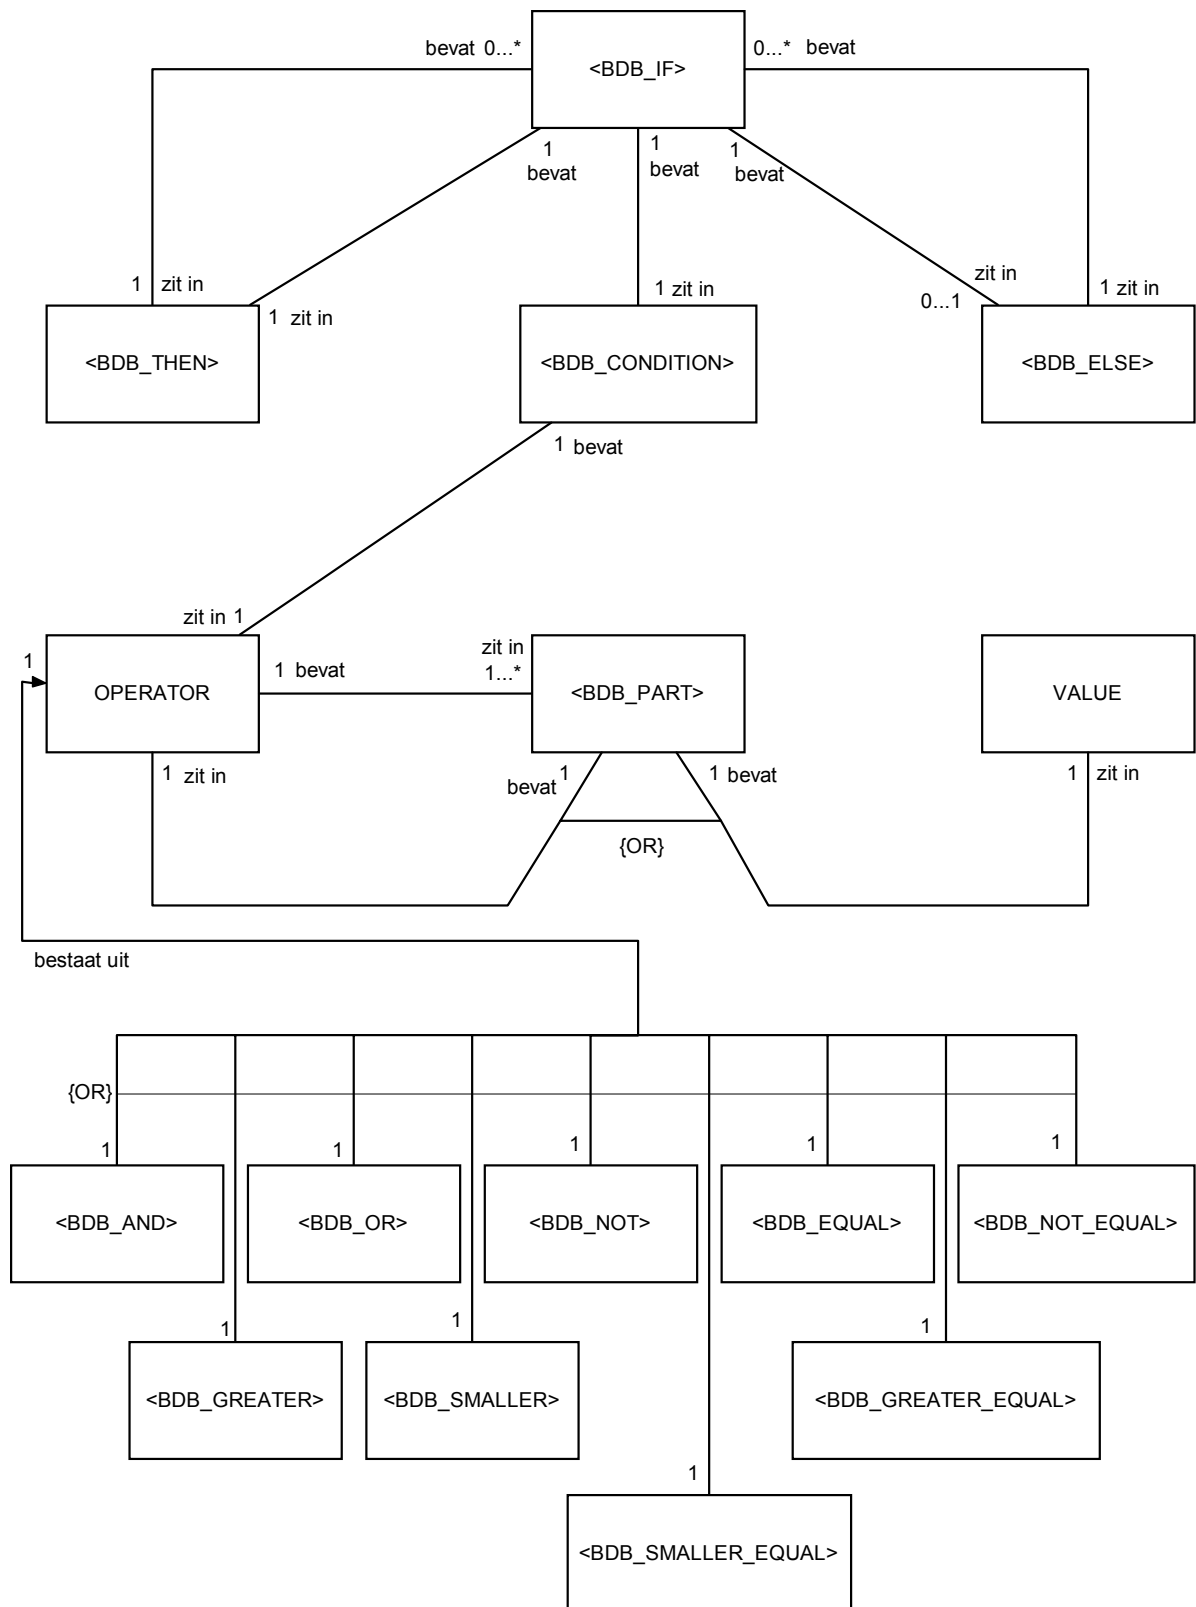 bevat 0...*
<BDB_IF>
0...* bevat
1
bevat
1
bevat
1
bevat
1 zit in
1 zit in
1 zit in
zit in
0...1
1 zit in
<BDB_THEN>
<BDB_CONDITION>
<BDB_ELSE>
1 bevat
zit in 1
1
OPERATOR
1 bevat
zit in
1...*
<BDB_PART>
VALUE
1 zit in
bevat 1
1 bevat
1 zit in
{OR}
bestaat uit
{OR}
1
1
1
1
1
<BDB_AND>
<BDB_OR>
<BDB_NOT>
<BDB_EQUAL>
<BDB_NOT_EQUAL>
1
1
1
<BDB_GREATER>
<BDB_SMALLER>
<BDB_GREATER_EQUAL>
1
<BDB_SMALLER_EQUAL>